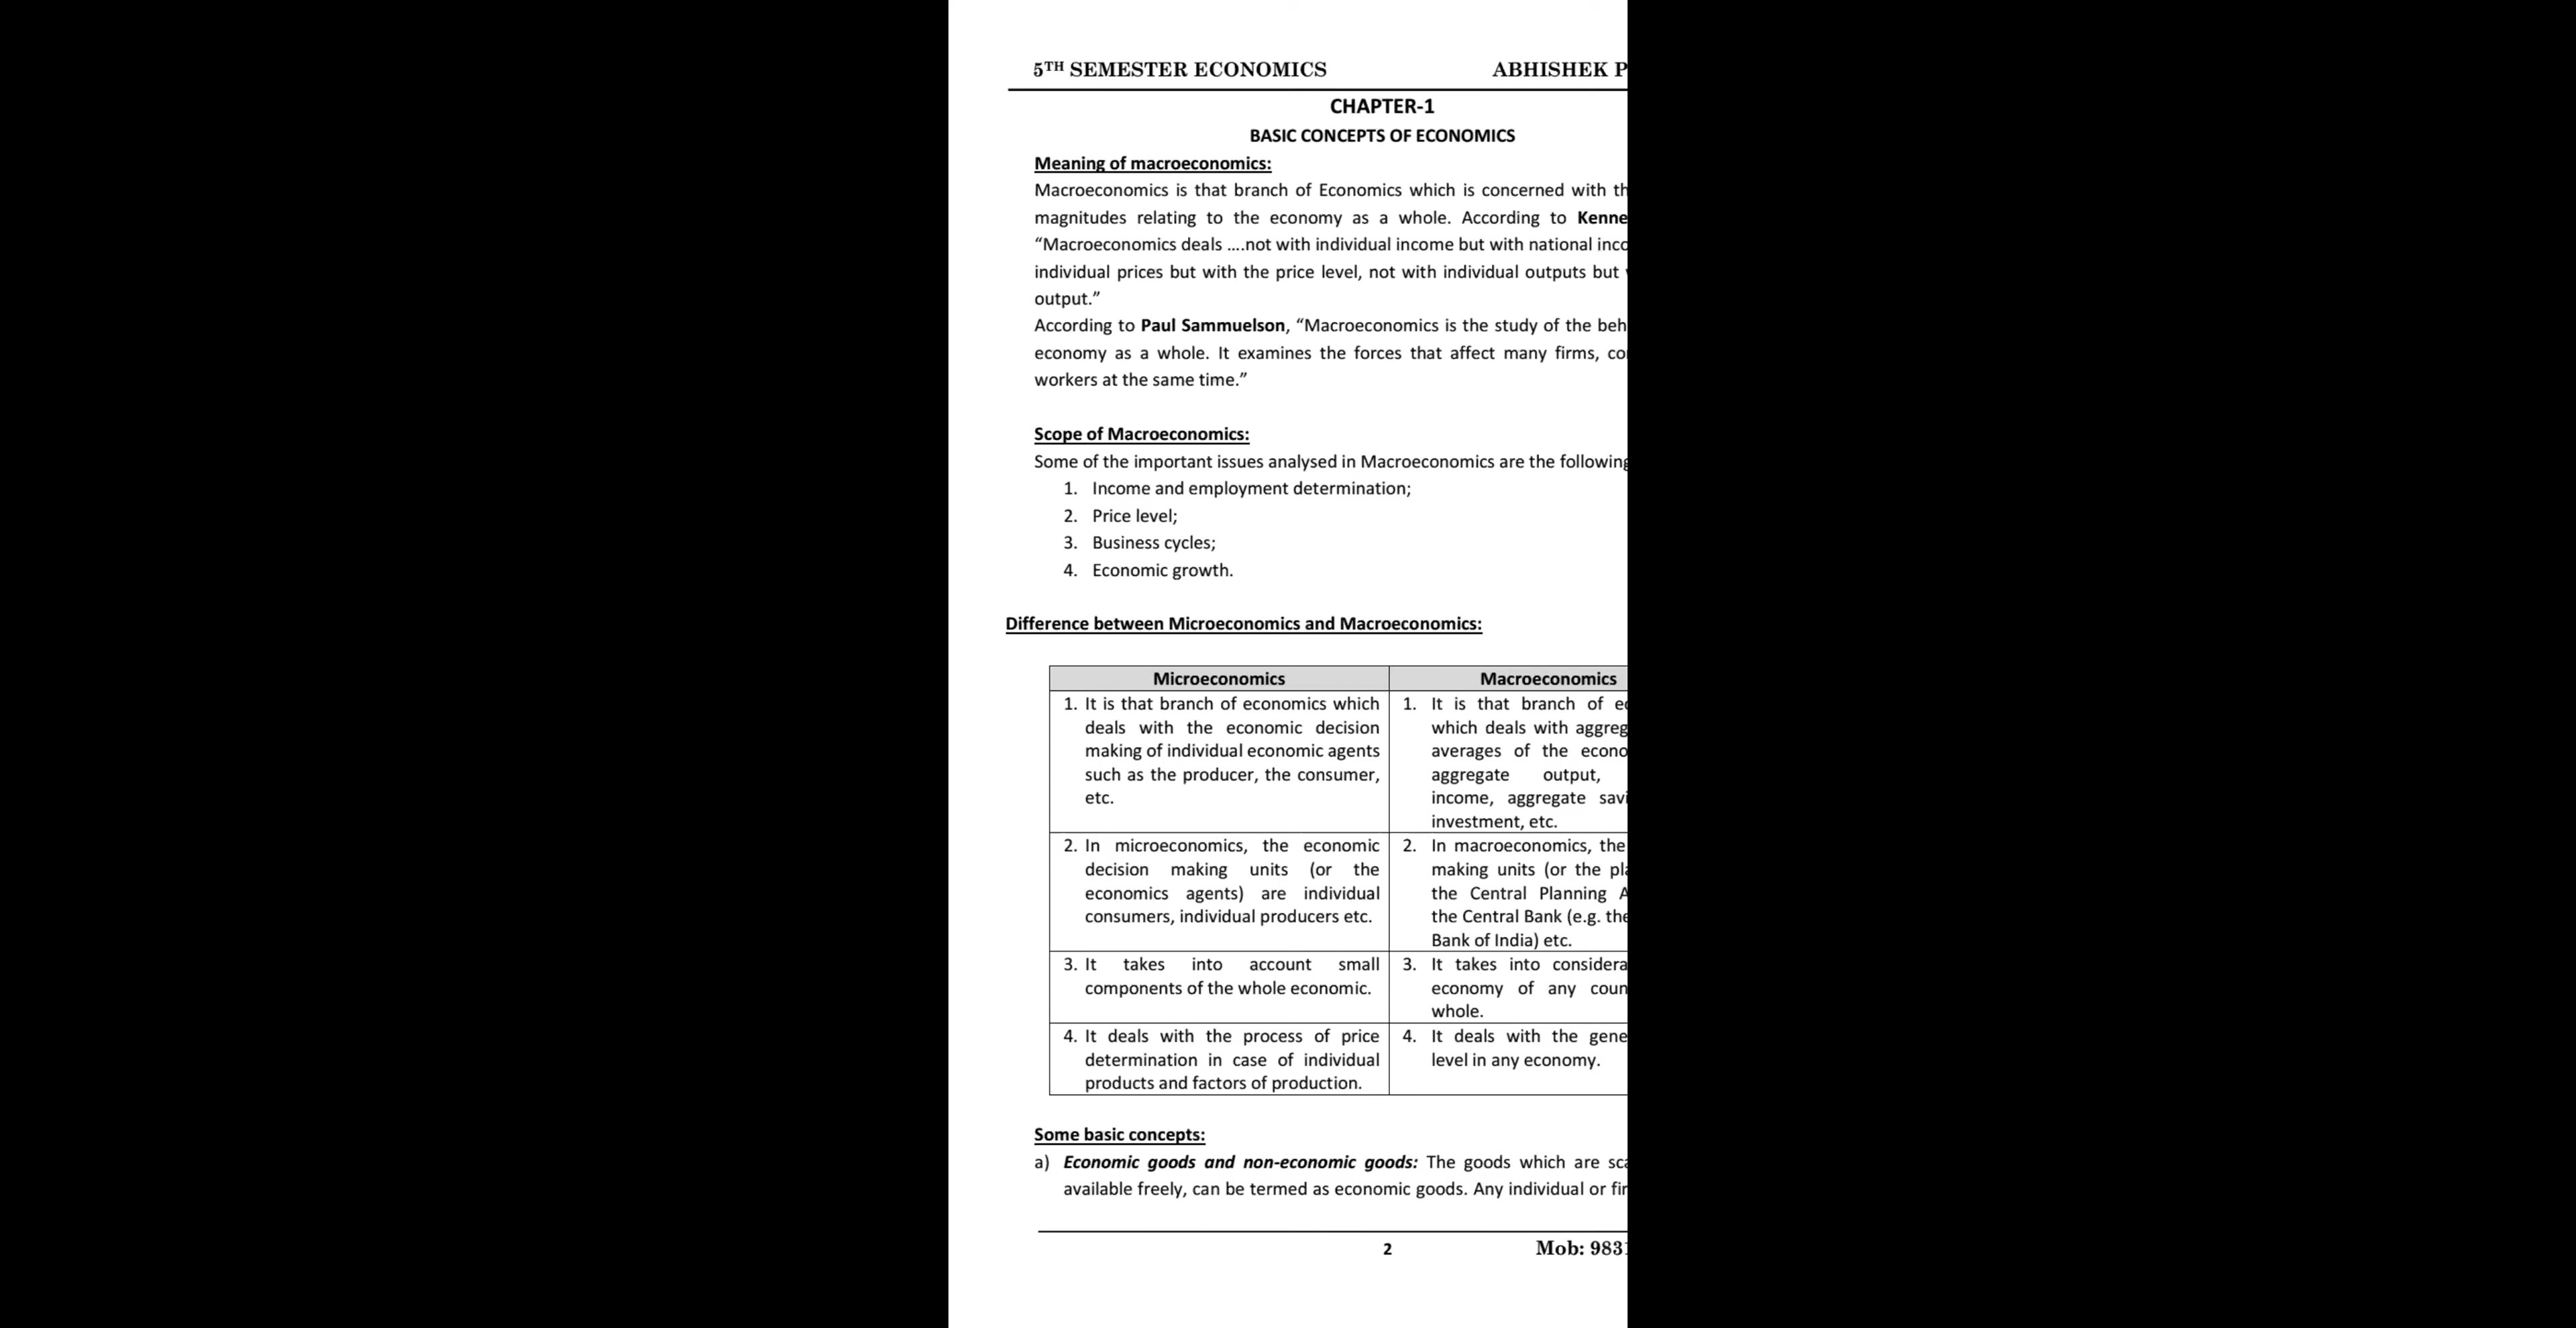 5TH SEMESTER ECONOMICS ABHISHEK P
CHAPTER-1
BASIC CONCEPTS OF ECONOMICS
Meaning of macroeconomics:
Macroeconomics is that branch of Economics which is concerned with
magnitudes relating to the economy as a whole. According to
“Macroeconomics deals ....not with individual income but with national
individual prices but with the price level, not with individual outputs but
output.”
According to Paul Sammuelson, “Macroeconomics is the study of the
economy as a whole. It examines the forces that affect many firms,
workers at the same time.”
Scope of Macroeconomics:
Some of the important issues analysed in Macroeconomics are the following
1. Income and employment determination;
2. Price level;
3. Business cycles;
4. Economic growth.
Difference between Microeconomics and Macroeconomics:
Microeconomics
1. It is that branch of economics which
deals with the economic decision
making of individual economic agents
such as the producer, the consumer,
etc.
2. In microeconomics, the economic
decision making units (or the
economics agents) are individual
consumers, individual producers etc.
3. It takes into account small
components of the whole economic.
4. It deals with the process of price
determination in case of individual
products and factors of production.
Macroeconomics
1. It is that branch of
which deals with
averages of the
aggregate output,
income, aggregate
investment, etc.
2. In macroeconomics, the
making units (or the
the Central Planning
the Central Bank (e.g. the
Bank of India) etc.
3. It takes into
economy of any
whole.
4. It deals with the
level in any economy.
Some basic concepts:
a) Economic goods and non-economic goods: The goods which are
available freely, can be termed as economic goods. Any individual or
2
Mob: 983